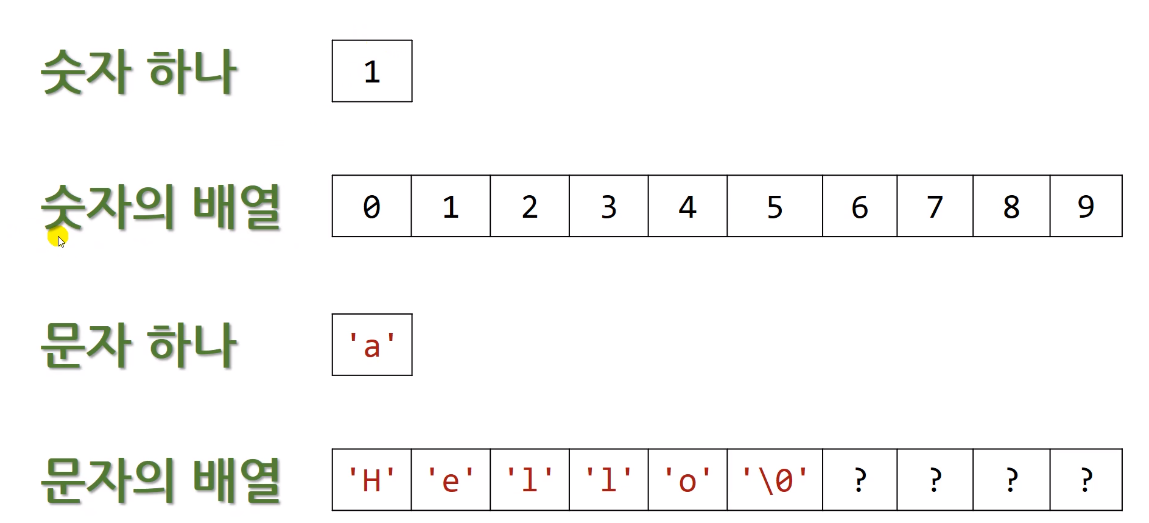 숫자 하나 1
숫자의 배열 0 1 2 3 4 5 6 7 8 9
문자 하나 'a'
문자의 배열 'H' 'e' 'l' 'l' 'o' '\0' ? ? ? ?